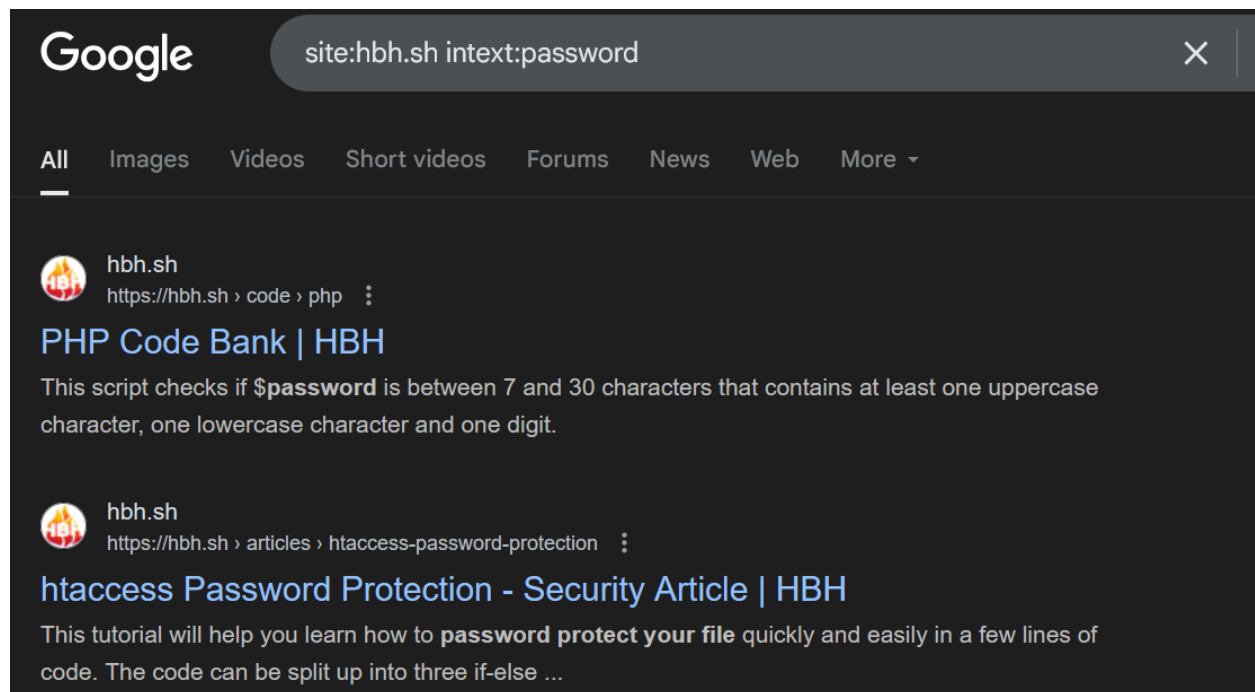 Google
site:hbh.sh intext:password
All Images Videos Short videos Forums News Web More
HBH
hbh.sh
https://hbh.sh › code › php
PHP Code Bank | HBH
This script checks if $password is between 7 and 30 characters that contains at least one uppercase
character, one lowercase character and one digit.
HBH
hbh.sh
https://hbh.sh › articles › htaccess-password-protection
htaccess Password Protection - Security Article | HBH
This tutorial will help you learn how to password protect your file quickly and easily in a few lines of
code. The code can be split up into three if-else ...